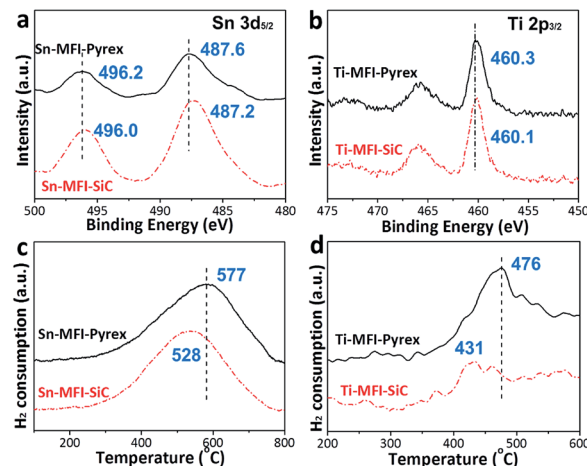 a
Sn 3d5/2
Sn-MFI-Pyrex
496.2
487.6
496.0
487.2
Sn-MFI-SiC
Intensity (a.u.)
500 495 490 485 480
Binding Energy (eV)
b
Ti 2p3/2
Ti-MFI-Pyrex
460.3
460.1
Ti-MFI-SiC
Intensity (a.u.)
475 470 465 460 455 450
Binding Energy (eV)
c
577
Sn-MFI-Pyrex
528
Sn-MFI-SiC
H2 consumption (a.u.)
200 400 600 800
Temperature (°C)
d
476
Ti-MFI-Pyrex
431
Ti-MFI-SiC
H2 consumption (a.u.)
200 300 400 500 600
Temperature (°C)